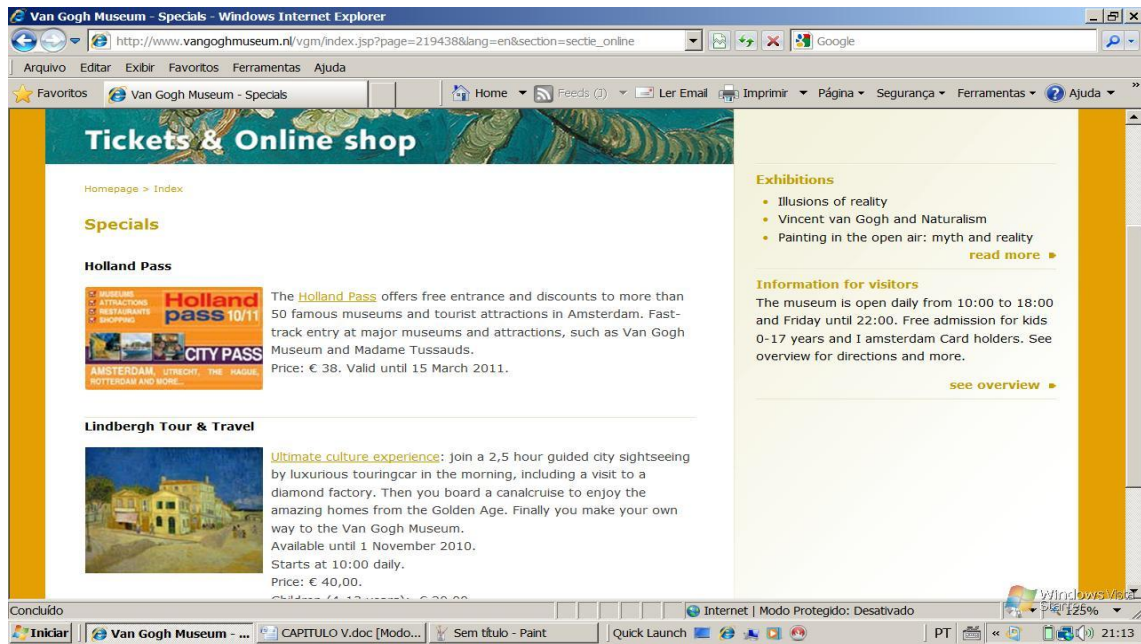 Van Gogh Museum - Specials - Windows Internet Explorer
http://www.vangoghmuseum.nl/vgm/index.jsp?page=219438&lang=en&section=sectie_online
Google
Arquivo Editar Exibir Favoritos Ferramentas Ajuda
Favoritos Van Gogh Museum - Specials Home Feeds (J) Ler Email Imprimir Página Segurança Ferramentas Ajuda »
Tickets & Online shop
Homepage > Index
Specials
Holland Pass
MUSEUMS
ATTRACTIONS
RESTAURANTS
SHOPPING
Holland
pass 10/11
CITY PASS
AMSTERDAM, UTRECHT, THE HAGUE,
ROTTERDAM AND MORE...
The Holland Pass offers free entrance and discounts to more than
50 famous museums and tourist attractions in Amsterdam. Fast-
track entry at major museums and attractions, such as Van Gogh
Museum and Madame Tussauds.
Price: € 38. Valid until 15 March 2011.
Lindbergh Tour & Travel
Ultimate culture experience: join a 2,5 hour guided city sightseeing
by luxurious touringcar in the morning, including a visit to a
diamond factory. Then you board a canalcruise to enjoy the
amazing homes from the Golden Age. Finally you make your own
way to the Van Gogh Museum.
Available until 1 November 2010.
Starts at 10:00 daily.
Price: € 40,00.
Children (4-12 years): € 20,00
Exhibitions
• Illusions of reality
• Vincent van Gogh and Naturalism
• Painting in the open air: myth and reality
read more
Information for visitors
The museum is open daily from 10:00 to 18:00
and Friday until 22:00. Free admission for kids
0-17 years and I amsterdam Card holders. See
overview for directions and more.
see overview
Concluído Internet | Modo Protegido: Desativado 125%
Windows Vista
Starter
Iniciar Van Gogh Museum - ... CAPITULO V.doc [Modo... Sem título - Paint Quick Launch PT « 21:13